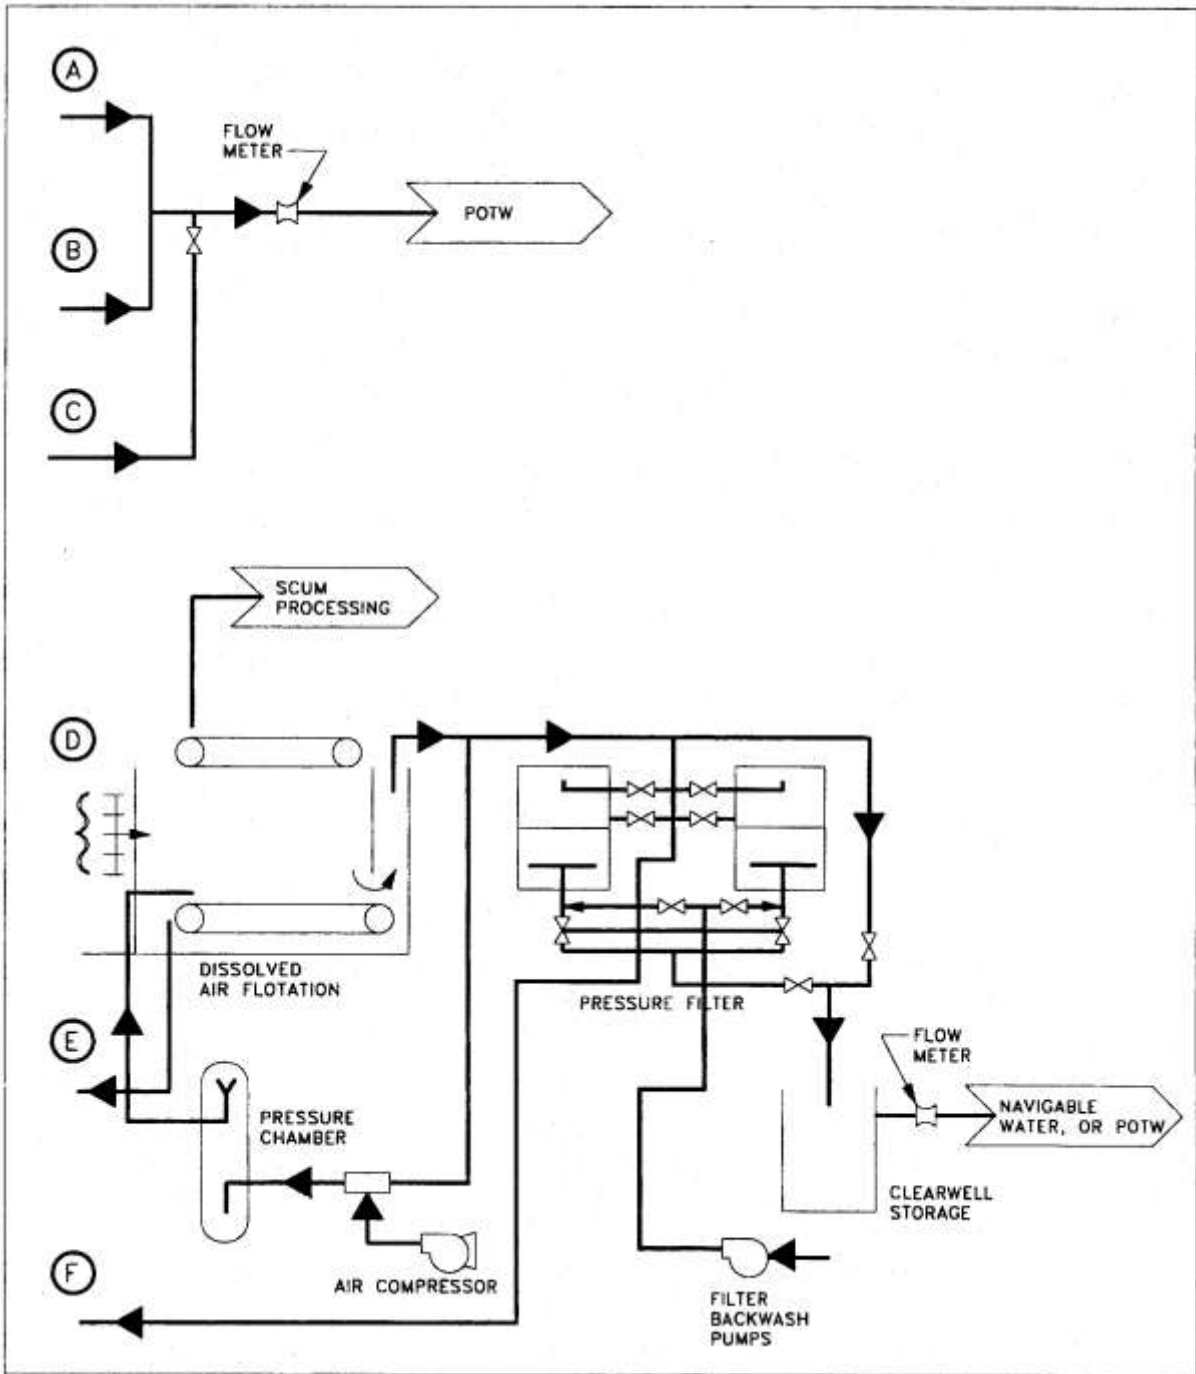 A
FLOW
METER
POTW
B
C
SCUM
PROCESSING
D
DISSOLVED
AIR FLOTATION
PRESSURE FILTER
E
FLOW
METER
PRESSURE
CHAMBER
NAVIGABLE
WATER, OR POTW
CLEARWELL
STORAGE
F
AIR COMPRESSOR
FILTER
BACKWASH
PUMPS